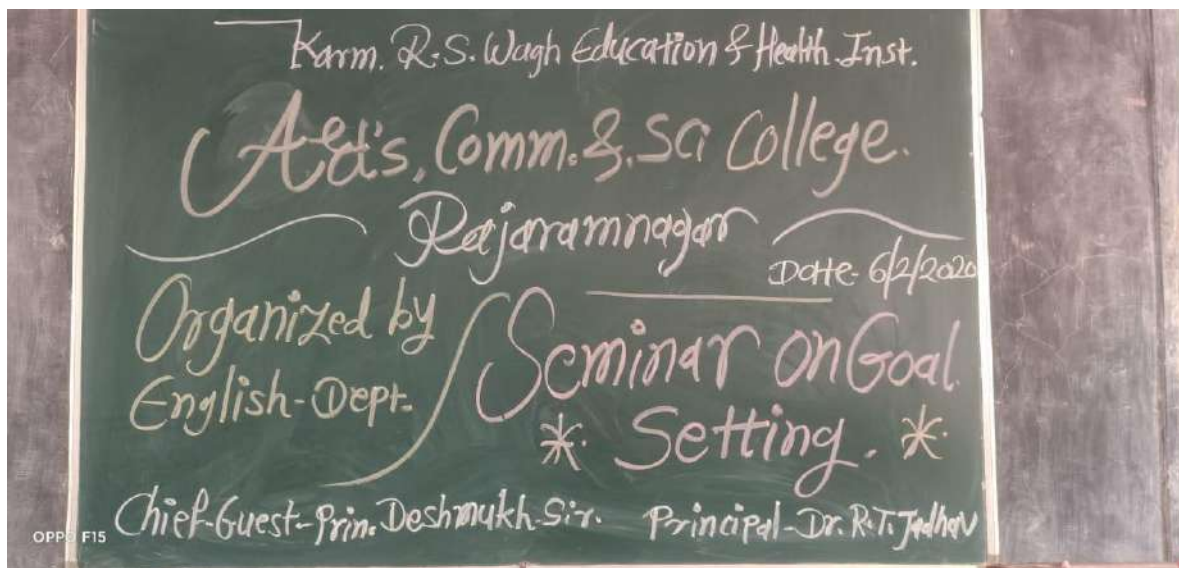 Karm. R. S. Wagh Education & Health. Inst.
Art's, Comm. & Sci College.
Rajaramnagar
Date- 6/2/2020
Organized by
English-Dept.
Seminar on Goal
Setting.
Chief-Guest-Prin. Deshmukh-Sir.
Principal-Dr. R. T. Jadhav
OPPO F15